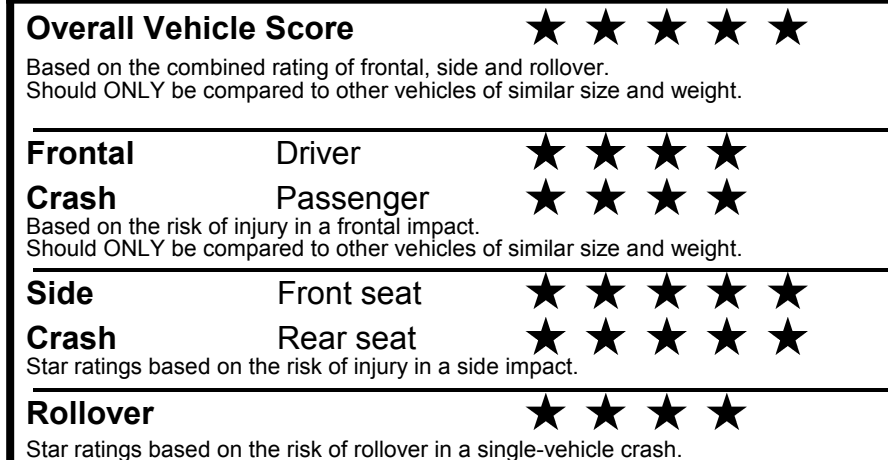 Overall Vehicle Score ★ ★ ★ ★ ★
Based on the combined rating of frontal, side and rollover.
Should ONLY be compared to other vehicles of similar size and weight.
Frontal Driver ★ ★ ★ ★
Crash Passenger ★ ★ ★ ★
Based on the risk of injury in a frontal impact.
Should ONLY be compared to other vehicles of similar size and weight.
Side Front seat ★ ★ ★ ★ ★
Crash Rear seat ★ ★ ★ ★ ★
Star ratings based on the risk of injury in a side impact.
Rollover ★ ★ ★ ★
Star ratings based on the risk of rollover in a single-vehicle crash.